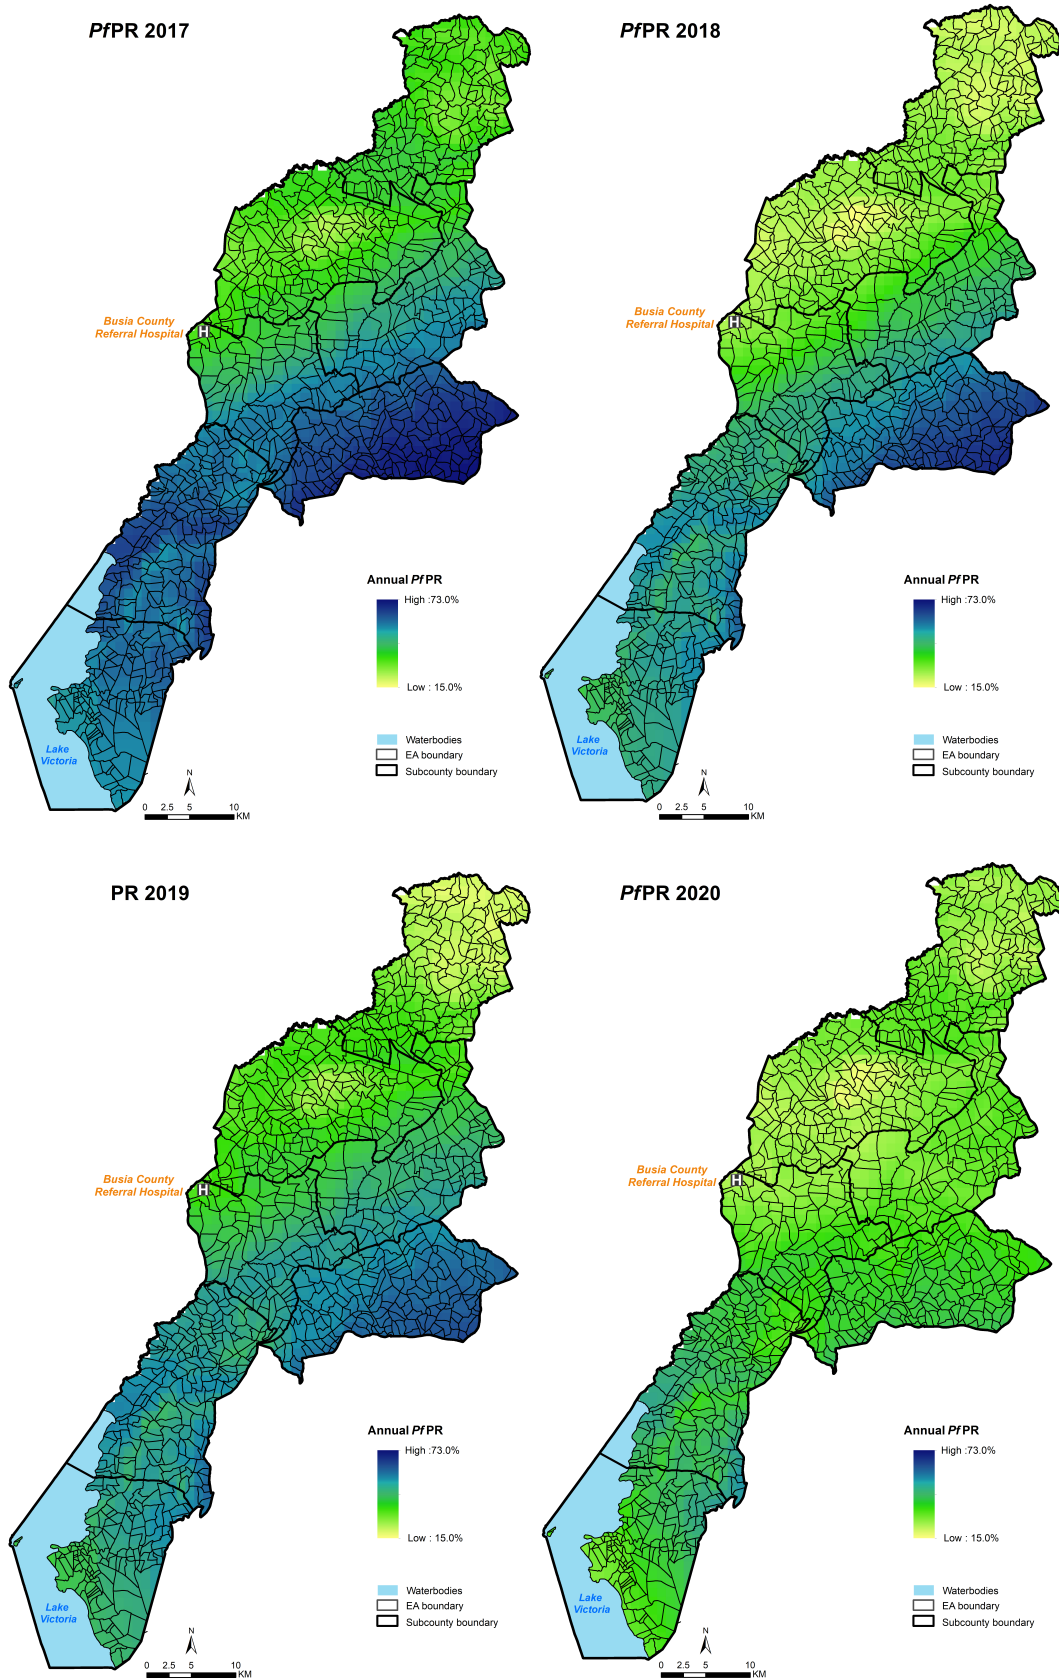 PfPR 2017
Busia County
Referral Hospital
H
Annual PfPR
High :73.0%
Low : 15.0%
Waterbodies
EA boundary
Subcounty boundary
Lake
Victoria
N
0 2.5 5 10
KM
PfPR 2018
Busia County
Referral Hospital
H
Annual PfPR
High :73.0%
Low : 15.0%
Waterbodies
EA boundary
Subcounty boundary
Lake
Victoria
N
0 2.5 5 10
KM
PR 2019
Busia County
Referral Hospital
H
Annual PfPR
High :73.0%
Low : 15.0%
Waterbodies
EA boundary
Subcounty boundary
Lake
Victoria
N
0 2.5 5 10
KM
PfPR 2020
Busia County
Referral Hospital
H
Annual PfPR
High :73.0%
Low : 15.0%
Waterbodies
EA boundary
Subcounty boundary
Lake
Victoria
N
0 2.5 5 10
KM